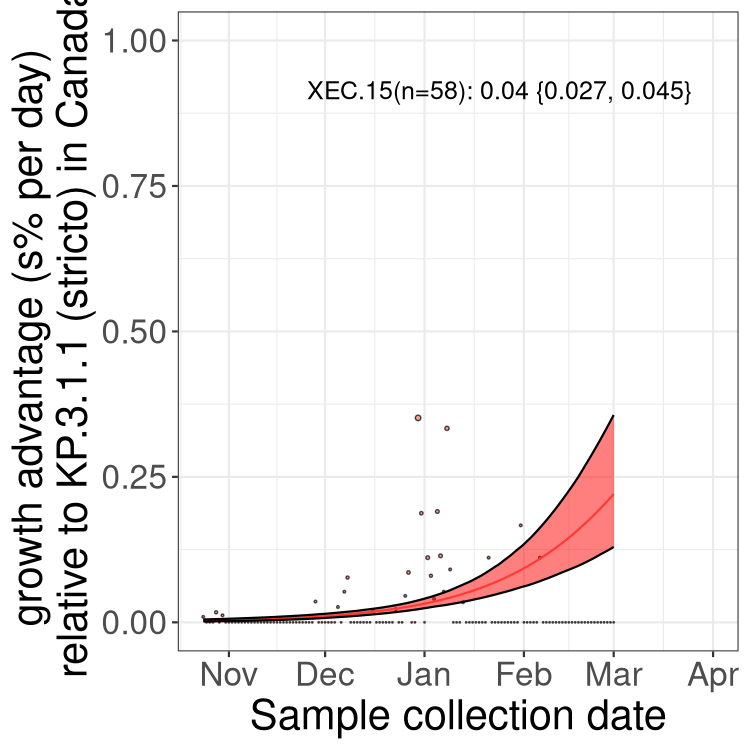 growth advantage (s% per day)
relative to KP.3.1.1 (stricto) in Canada
1.00
0.75
0.50
0.25
0.00
XEC.15(n=58): 0.04 {0.027, 0.045}
Nov Dec Jan Feb Mar Apr
Sample collection date